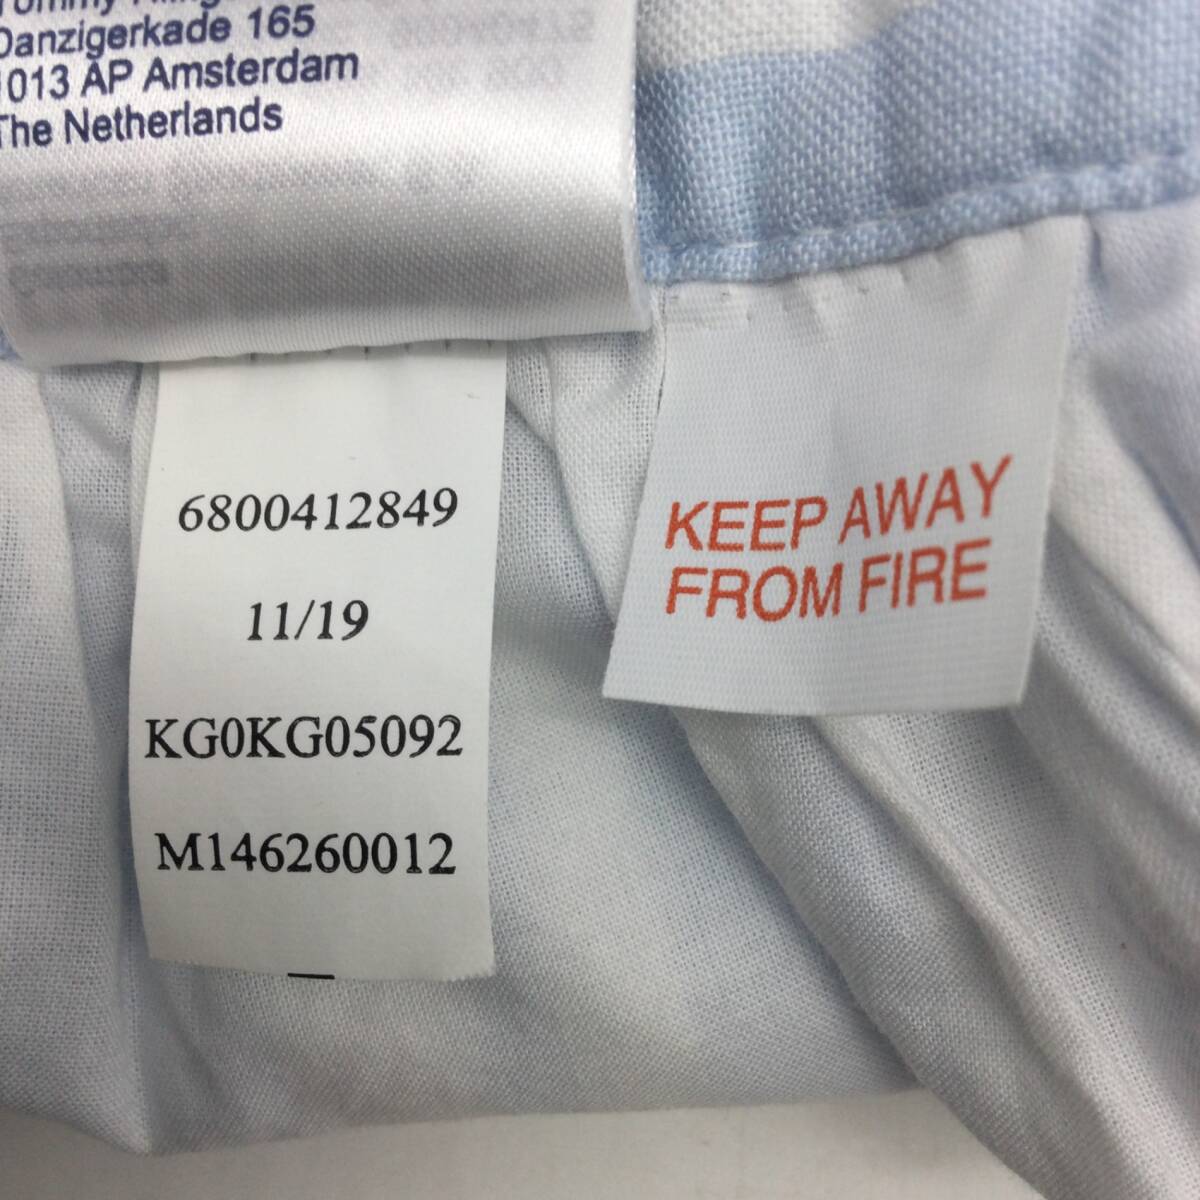 Danzigerkade 165
1013 AP Amsterdam
The Netherlands
6800412849
11/19
KG0KG05092
M146260012
KEEP AWAY
FROM FIRE